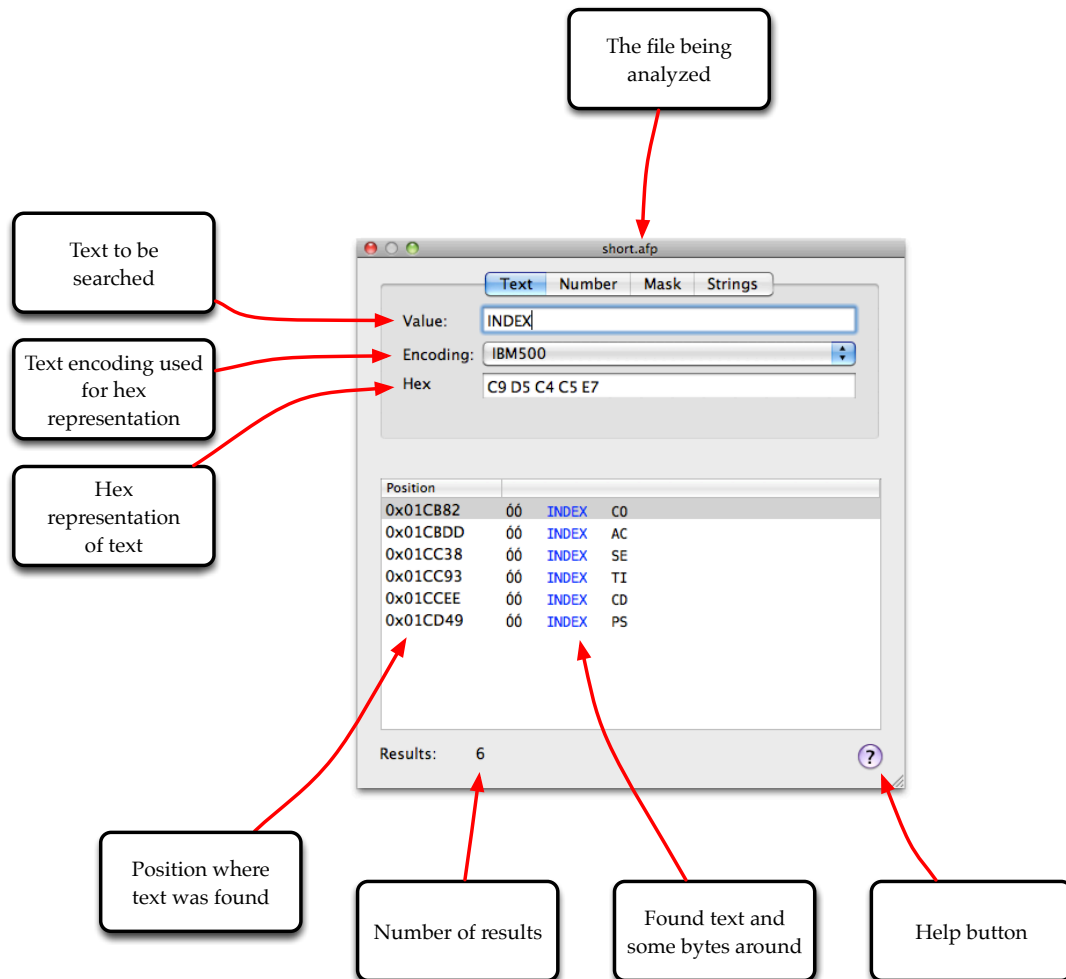 The file being
analyzed
Text to be
searched
short.afp
Text Number Mask Strings
Value: INDEX
Text encoding used
for hex
representation
Encoding: IBM500
Hex C9 D5 C4 C5 E7
Hex
representation
of text
Position
0x01CB82 óó INDEX CO
0x01CBDD óó INDEX AC
0x01CC38 óó INDEX SE
0x01CC93 óó INDEX TI
0x01CCEE óó INDEX CD
0x01CD49 óó INDEX PS
Results: 6 ?
Position where
text was found
Number of results
Found text and
some bytes around
Help button